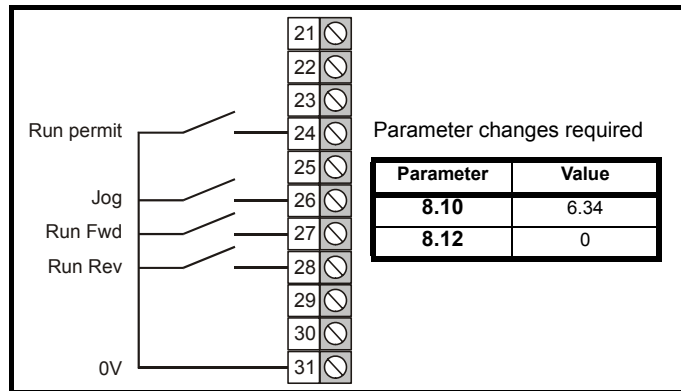 21
22
23
Run permit 24
25
Jog 26
Run Fwd 27
Run Rev 28
29
30
0V 31
Parameter changes required
Parameter Value
8.10 6.34
8.12 0